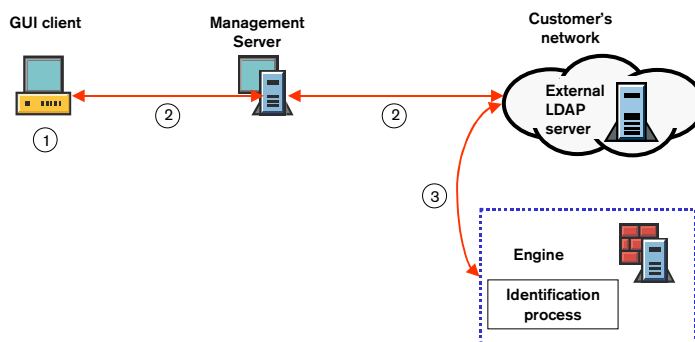 GUI client
Management
Server
Customer's
network
External
LDAP
server
1
2
2
3
Engine
Identification
process